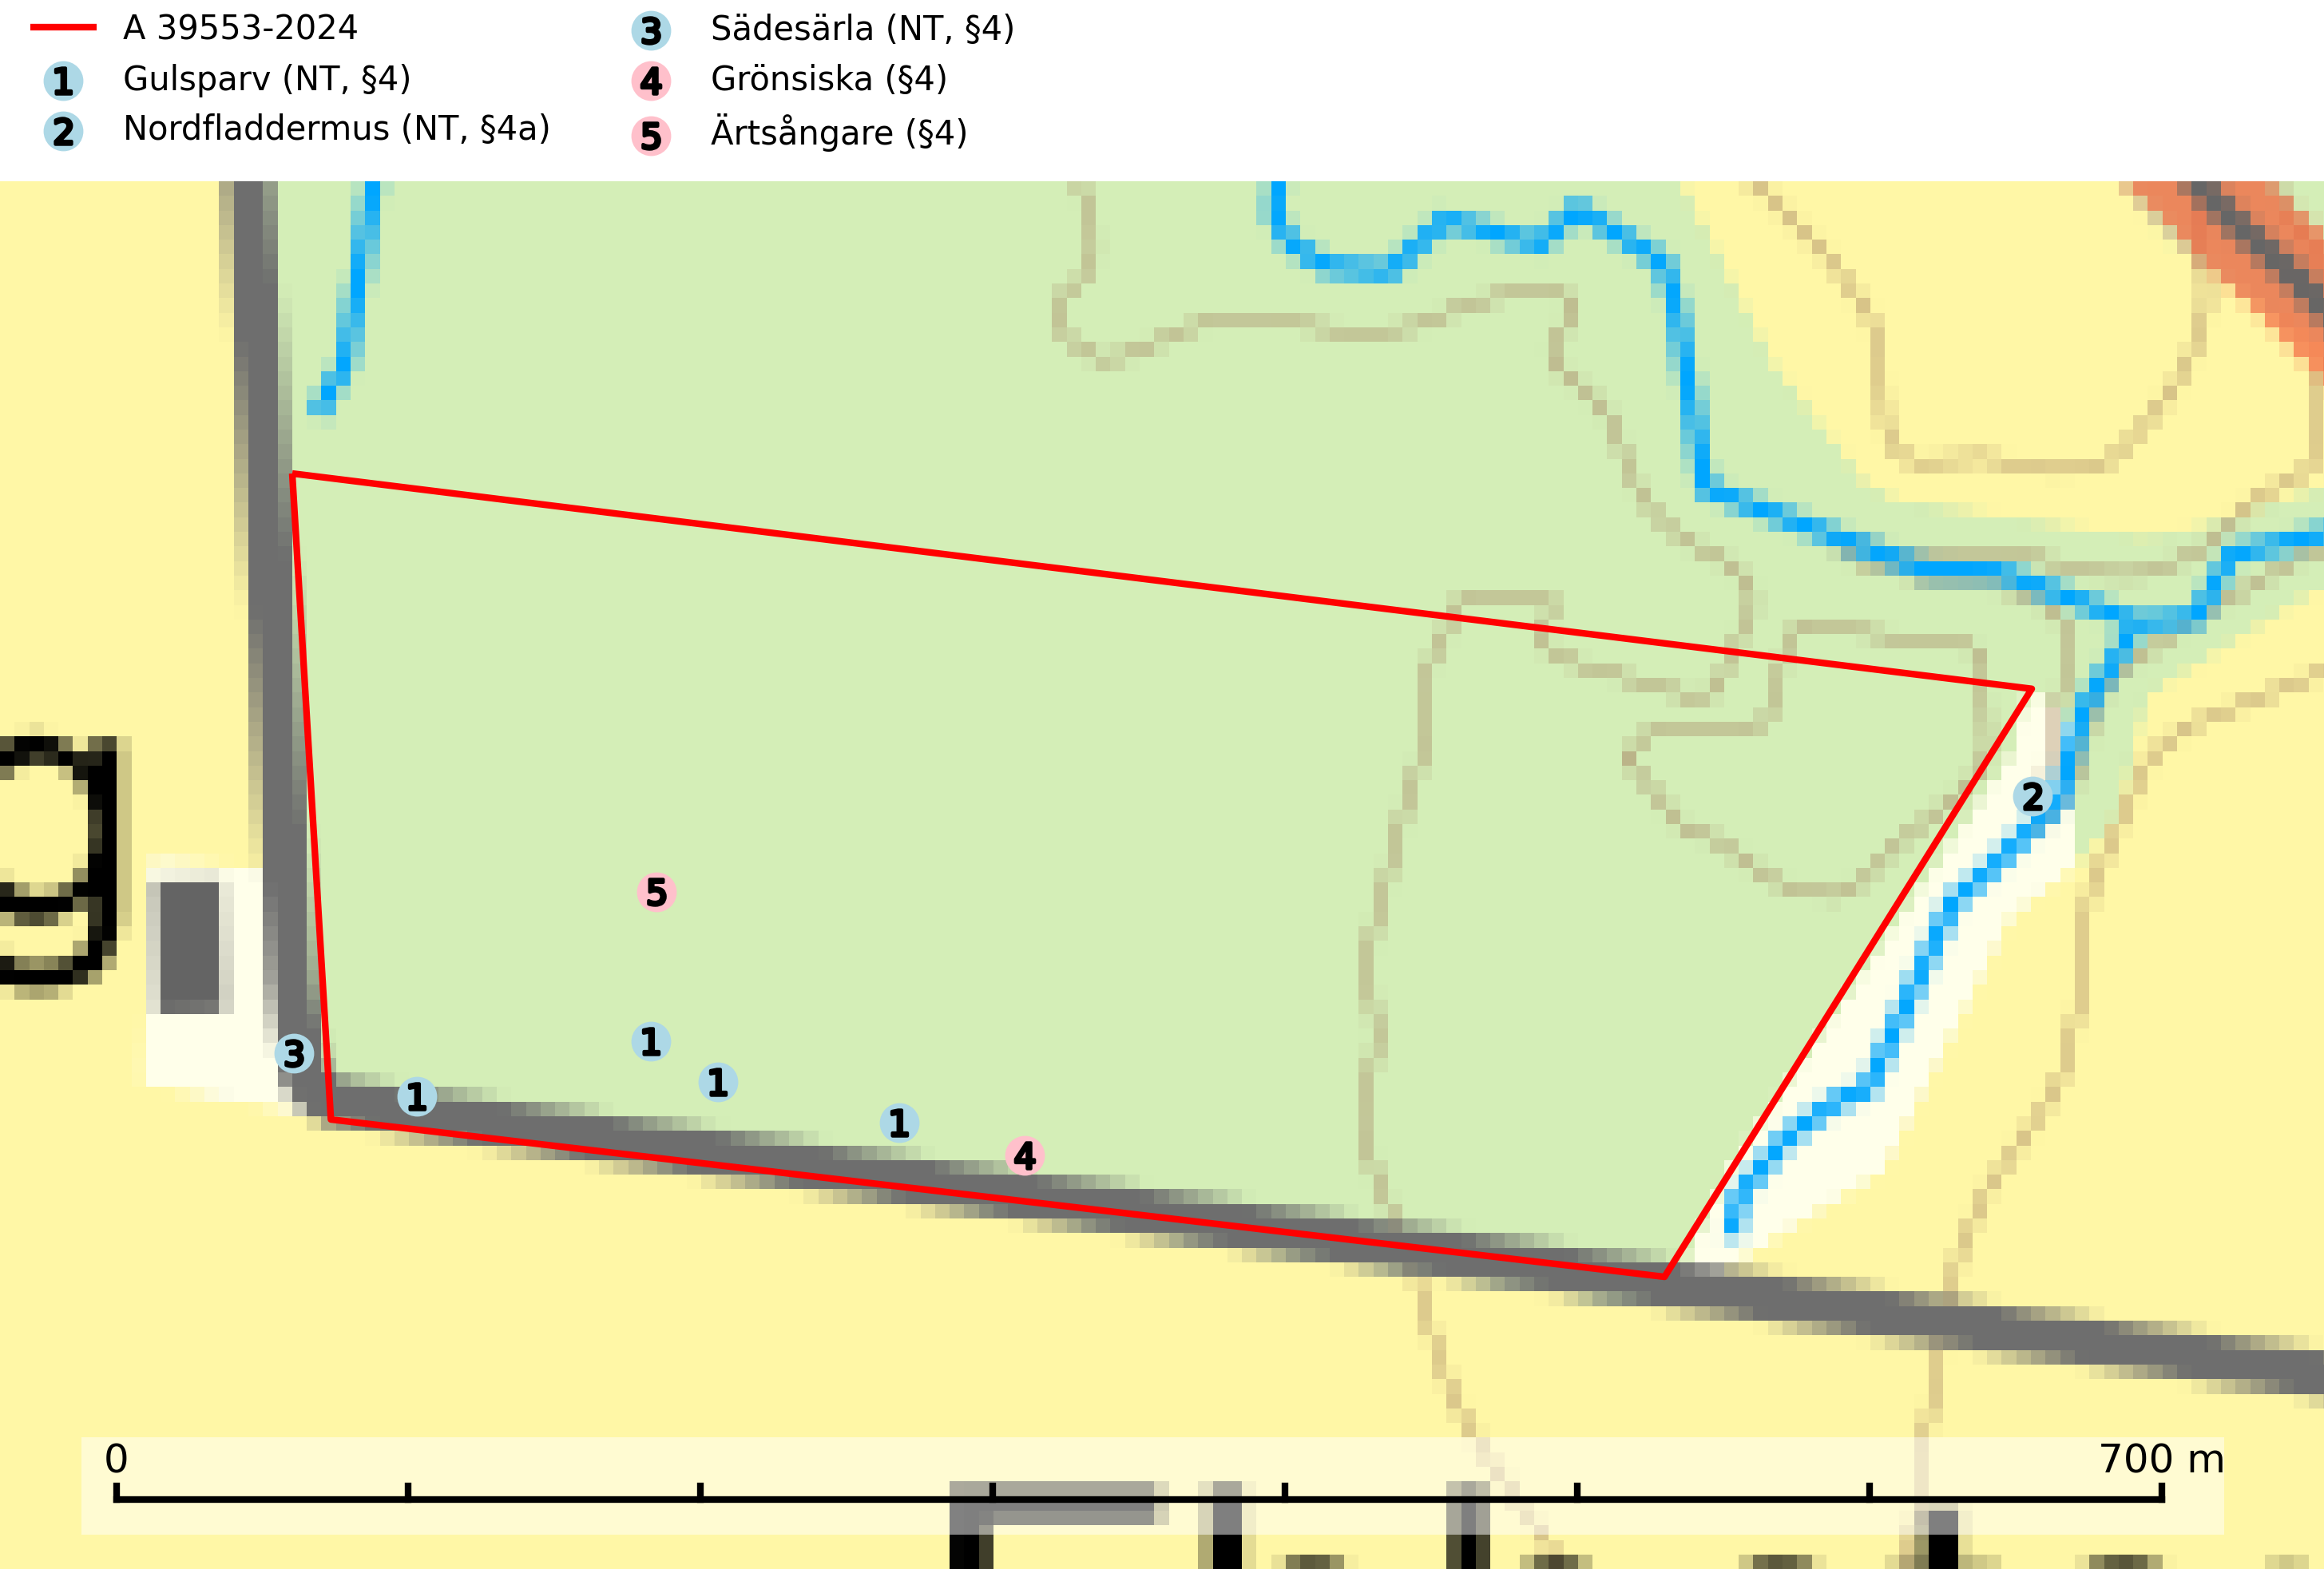 A 39553-2024
1 Gulsparv (NT, §4)
2 Nordfladdermus (NT, §4a)
3 Sädesärla (NT, §4)
4 Grönsiska (§4)
5 Ärtsångare (§4)
g
2
5
1
3
1
1
1
4
0 700 m